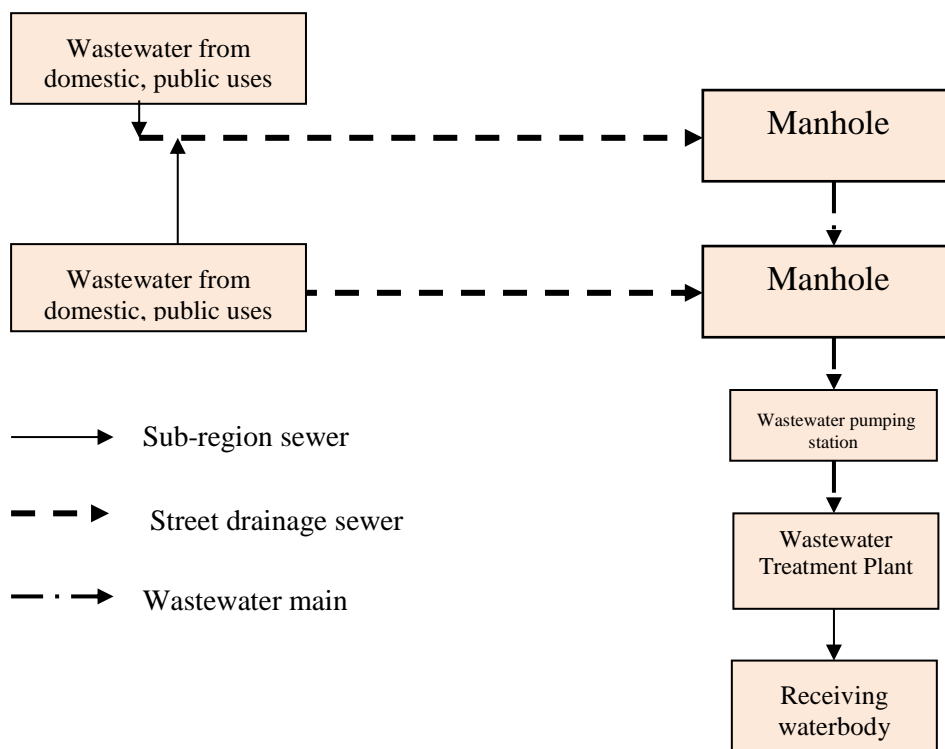 Wastewater from
domestic, public uses
Manhole
Wastewater from
domestic, public uses
Manhole
Wastewater pumping
station
Sub-region sewer
Street drainage sewer
Wastewater
Treatment Plant
Wastewater main
Receiving
waterbody